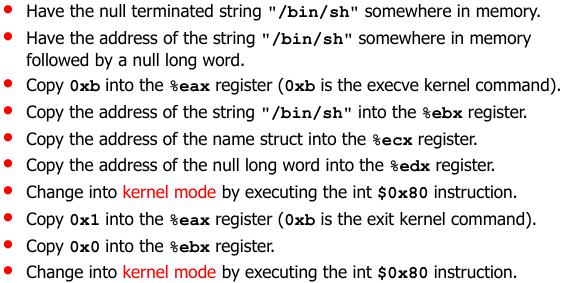 • Have the null terminated string "/bin/sh" somewhere in memory.
• Have the address of the string "/bin/sh" somewhere in memory
followed by a null long word.
• Copy 0xb into the %eax register (0xb is the execve kernel command).
• Copy the address of the string "/bin/sh" into the %ebx register.
• Copy the address of the name struct into the %ecx register.
• Copy the address of the null long word into the %edx register.
• Change into kernel mode by executing the int $0x80 instruction.
• Copy 0x1 into the %eax register (0xb is the exit kernel command).
• Copy 0x0 into the %ebx register.
• Change into kernel mode by executing the int $0x80 instruction.